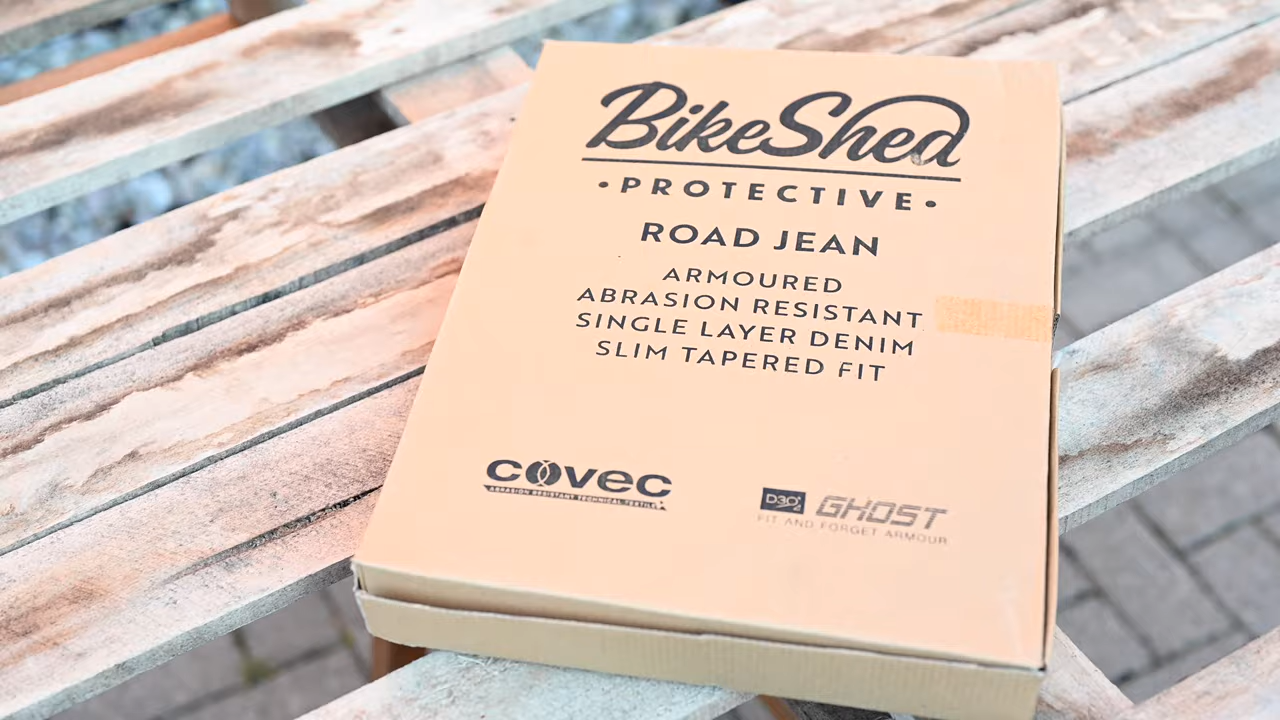 BikeShed
• PROTECTIVE •
ROAD JEAN
ARMOURED
ABRASION RESISTANT
SINGLE LAYER DENIM
SLIM TAPERED FIT
covec
ABRASION RESISTANT TECHNICAL TEXTILE
D3O GHOST
FIT AND FORGET ARMOUR